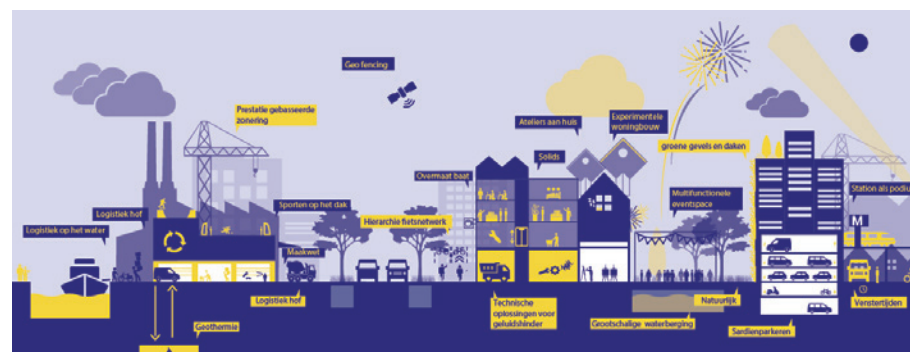 Geo fencing
Prestatie gebasseerde
zonering
Ateliers aan huis
Experimentele
woningbouw
groene gevels en daken
Solids
Overmaat baat
Multifunctionele
eventspace
Station als podiu
Sporten op het dak
Logistiek hof
Hierarchie fietsnetwerk
M
Logistiek op het water
Maakwet
Logistiek hof
Natuurlijk
Technische
oplossingen voor
geluidshinder
Venstertijden
Geothermie
Grootschalige waterberging
Sardienparkeren